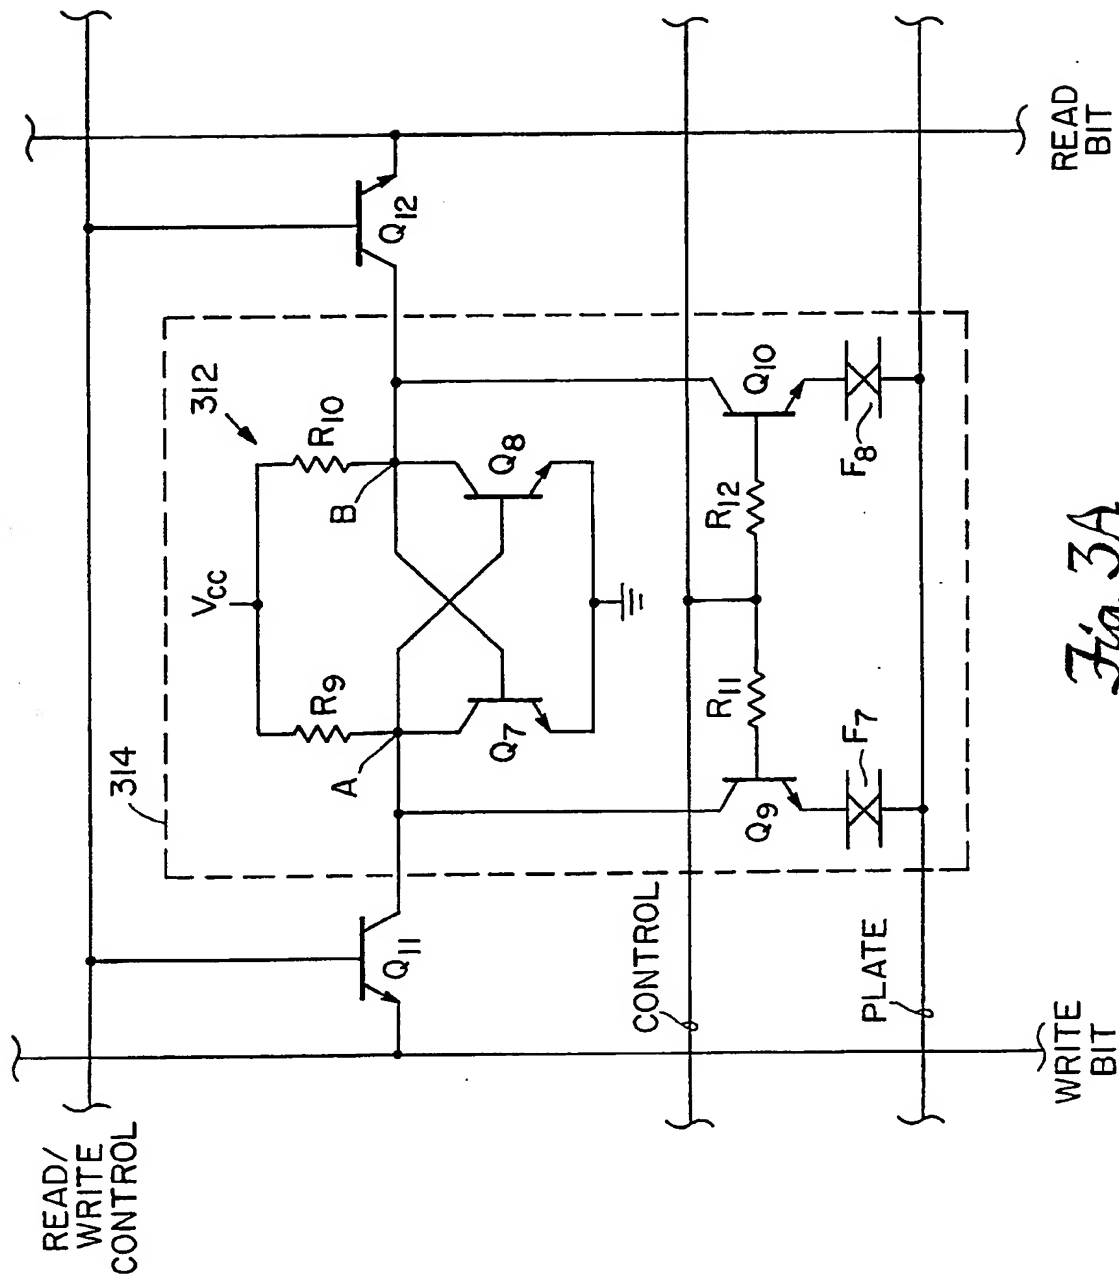 READ/
WRITE
CONTROL
314
312
VCC
R9
R10
A
B
Q7
Q8
Q11
Q12
CONTROL
R11
R12
Q9
Q10
F7
F8
PLATE
WRITE
BIT
READ
BIT
Fig. 3A